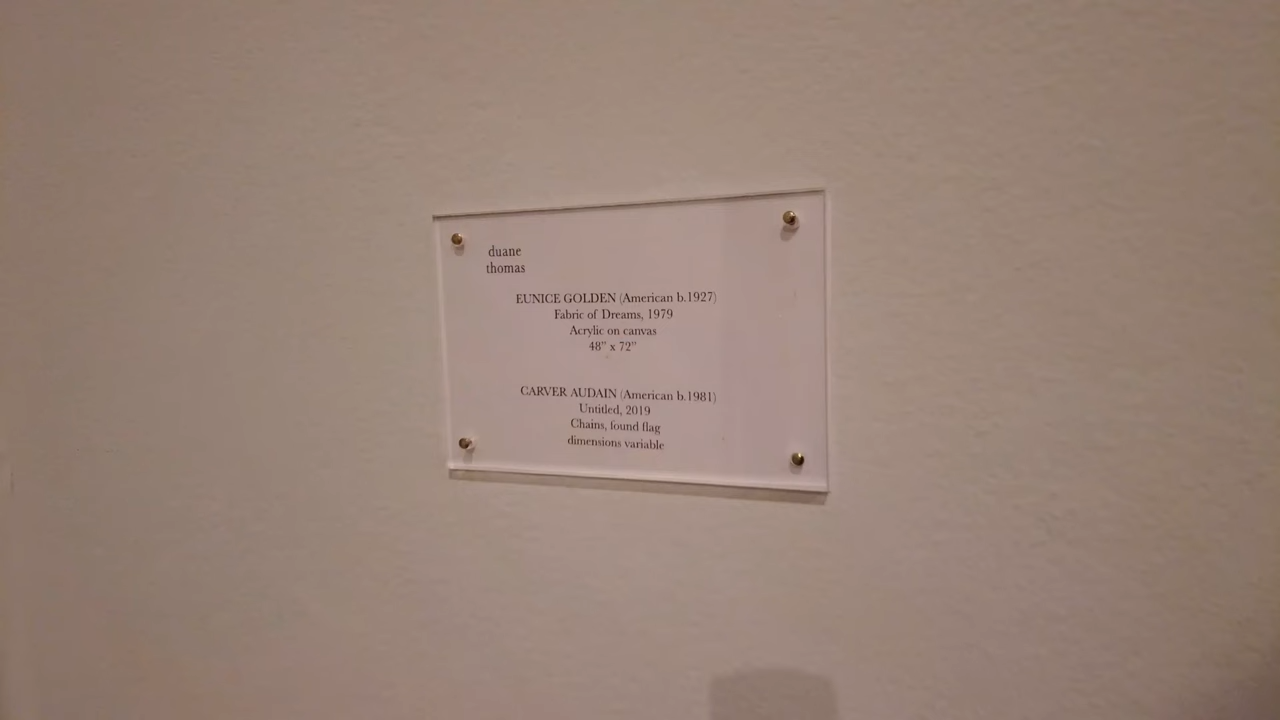 duane
thomas
EUNICE GOLDEN (American b.1927)
Fabric of Dreams, 1979
Acrylic on canvas
48” x 72”
CARVER AUDAIN (American b.1981)
Untitled, 2019
Chains, found flag
dimensions variable